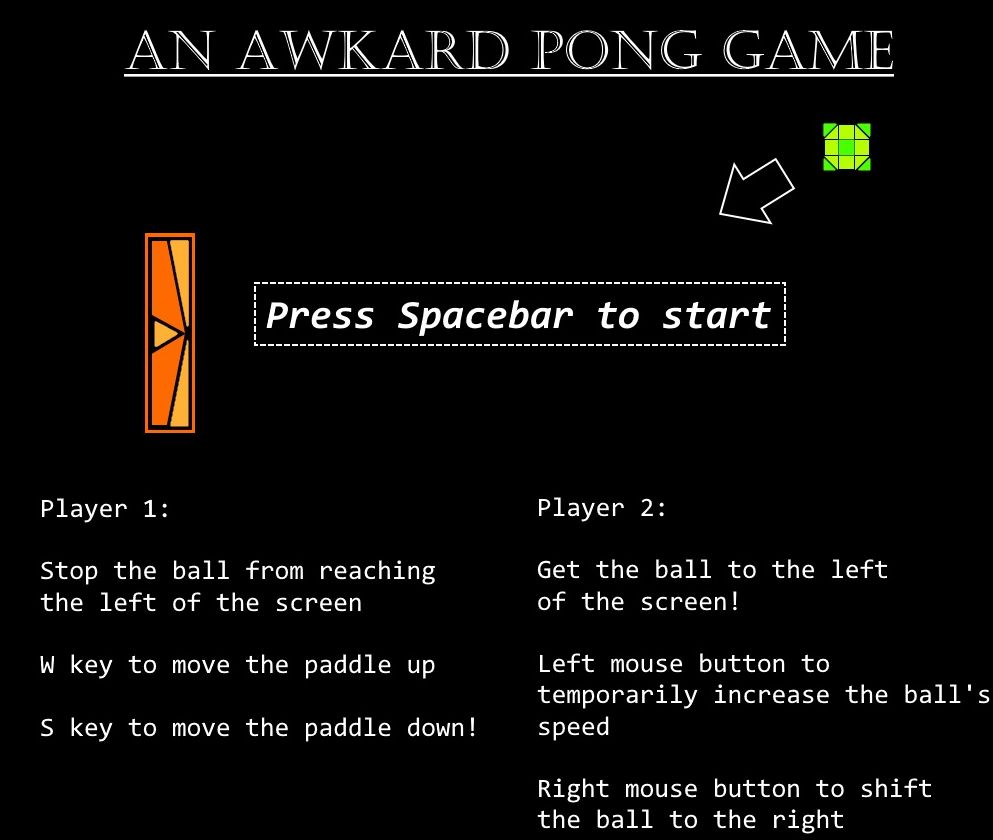 AN AWKARD PONG GAME
Press Spacebar to start
Player 1:
Stop the ball from reaching
the left of the screen
W key to move the paddle up
S key to move the paddle down!
Player 2:
Get the ball to the left
of the screen!
Left mouse button to
temporarily increase the ball's
speed
Right mouse button to shift
the ball to the right